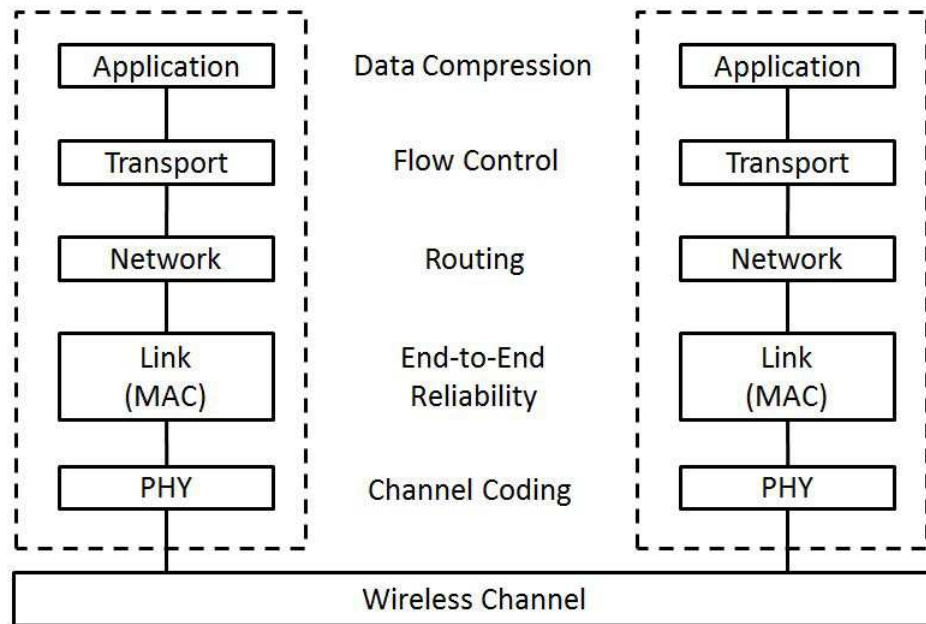 Application
Data Compression
Application
Transport
Flow Control
Transport
Network
Routing
Network
Link
(MAC)
End-to-End
Reliability
Link
(MAC)
PHY
Channel Coding
PHY
Wireless Channel